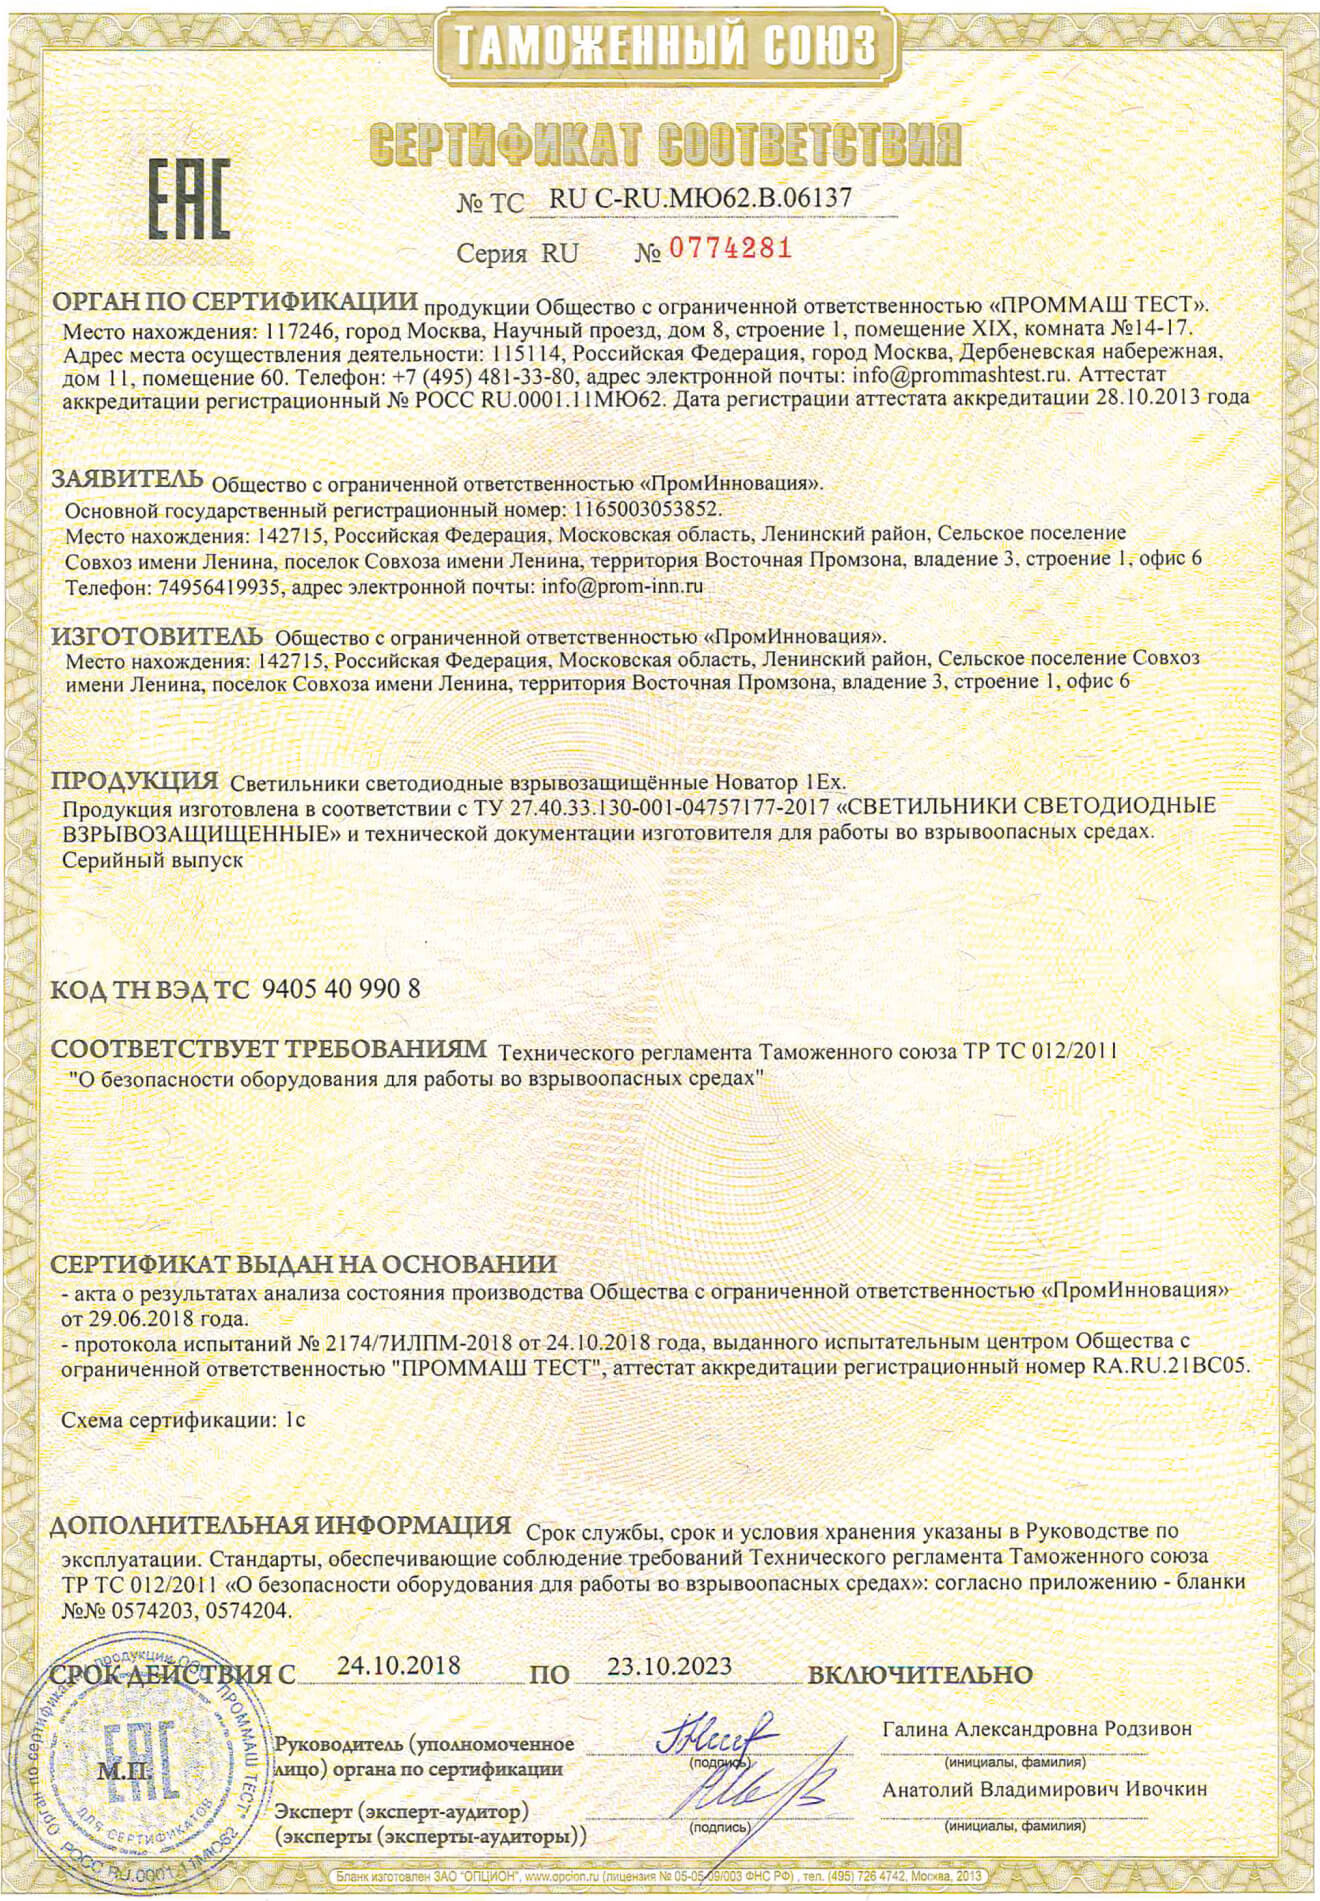 ТАМОЖЕННЫЙ СОЮЗ
СЕРТИФИКАТ СООТВЕТСТВИЯ
ЕАС
№ ТС RU С-RU.МЮ62.В.06137
Серия RU № 0774281
ОРГАН ПО СЕРТИФИКАЦИИ продукции Общество с ограниченной ответственностью «ПРОММАШ ТЕСТ».
Место нахождения: 117246, город Москва, Научный проезд, дом 8, строение 1, помещение XIX, комната №14-17.
Адрес места осуществления деятельности: 115114, Российская Федерация, город Москва, Дербеневская набережная,
дом 11, помещение 60. Телефон: +7 (495) 481-33-80, адрес электронной почты: info@prommashtest.ru. Аттестат
аккредитации регистрационный № РОСС RU.0001.11МЮ62. Дата регистрации аттестата аккредитации 28.10.2013 года
ЗАЯВИТЕЛЬ Общество с ограниченной ответственностью «ПромИнновация».
Основной государственный регистрационный номер: 1165003053852.
Место нахождения: 142715, Российская Федерация, Московская область, Ленинский район, Сельское поселение
Совхоз имени Ленина, поселок Совхоза имени Ленина, территория Восточная Промзона, владение 3, строение 1, офис 6
Телефон: 74956419935, адрес электронной почты: info@prom-inn.ru
ИЗГОТОВИТЕЛЬ Общество с ограниченной ответственностью «ПромИнновация».
Место нахождения: 142715, Российская Федерация, Московская область, Ленинский район, Сельское поселение Совхоз
имени Ленина, поселок Совхоза имени Ленина, территория Восточная Промзона, владение 3, строение 1, офис 6
ПРОДУКЦИЯ Светильники светодиодные взрывозащищённые Новатор 1Ех.
Продукция изготовлена в соответствии с ТУ 27.40.33.130-001-04757177-2017 «СВЕТИЛЬНИКИ СВЕТОДИОДНЫЕ
ВЗРЫВОЗАЩИЩЕННЫЕ» и технической документации изготовителя для работы во взрывоопасных средах.
Серийный выпуск
КОД ТН ВЭД ТС 9405 40 990 8
СООТВЕТСТВУЕТ ТРЕБОВАНИЯМ Технического регламента Таможенного союза ТР ТС 012/2011
"О безопасности оборудования для работы во взрывоопасных средах"
СЕРТИФИКАТ ВЫДАН НА ОСНОВАНИИ
- акта о результатах анализа состояния производства Общества с ограниченной ответственностью «ПромИнновация»
от 29.06.2018 года.
- протокола испытаний № 2174/7ИЛПМ-2018 от 24.10.2018 года, выданного испытательным центром Общества с
ограниченной ответственностью "ПРОММАШ ТЕСТ", аттестат аккредитации регистрационный номер RA.RU.21ВС05.
Схема сертификации: 1с
ДОПОЛНИТЕЛЬНАЯ ИНФОРМАЦИЯ Срок службы, срок и условия хранения указаны в Руководстве по
эксплуатации. Стандарты, обеспечивающие соблюдение требований Технического регламента Таможенного союза
ТР ТС 012/2011 «О безопасности оборудования для работы во взрывоопасных средах»: согласно приложению - бланки
№№ 0574203, 0574204.
СРОК ДЕЙСТВИЯ С 24.10.2018 ПО 23.10.2023 ВКЛЮЧИТЕЛЬНО
Орган по сертификации продукции ООО "ПРОММАШ ТЕСТ"
РОСС RU.0001.11МЮ62
ЕАС
ДЛЯ СЕРТИФИКАТОВ
М.П.
Руководитель (уполномоченное
лицо) органа по сертификации
(подпись)
Галина Александровна Родзивон
(инициалы, фамилия)
Эксперт (эксперт-аудитор)
(эксперты (эксперты-аудиторы))
(подпись)
Анатолий Владимирович Ивочкин
(инициалы, фамилия)
Бланк изготовлен ЗАО "ОПЦИОН", www.opcion.ru (лицензия № 05-05-09/003 ФНС РФ) , тел. (495) 726 4742, Москва, 2013